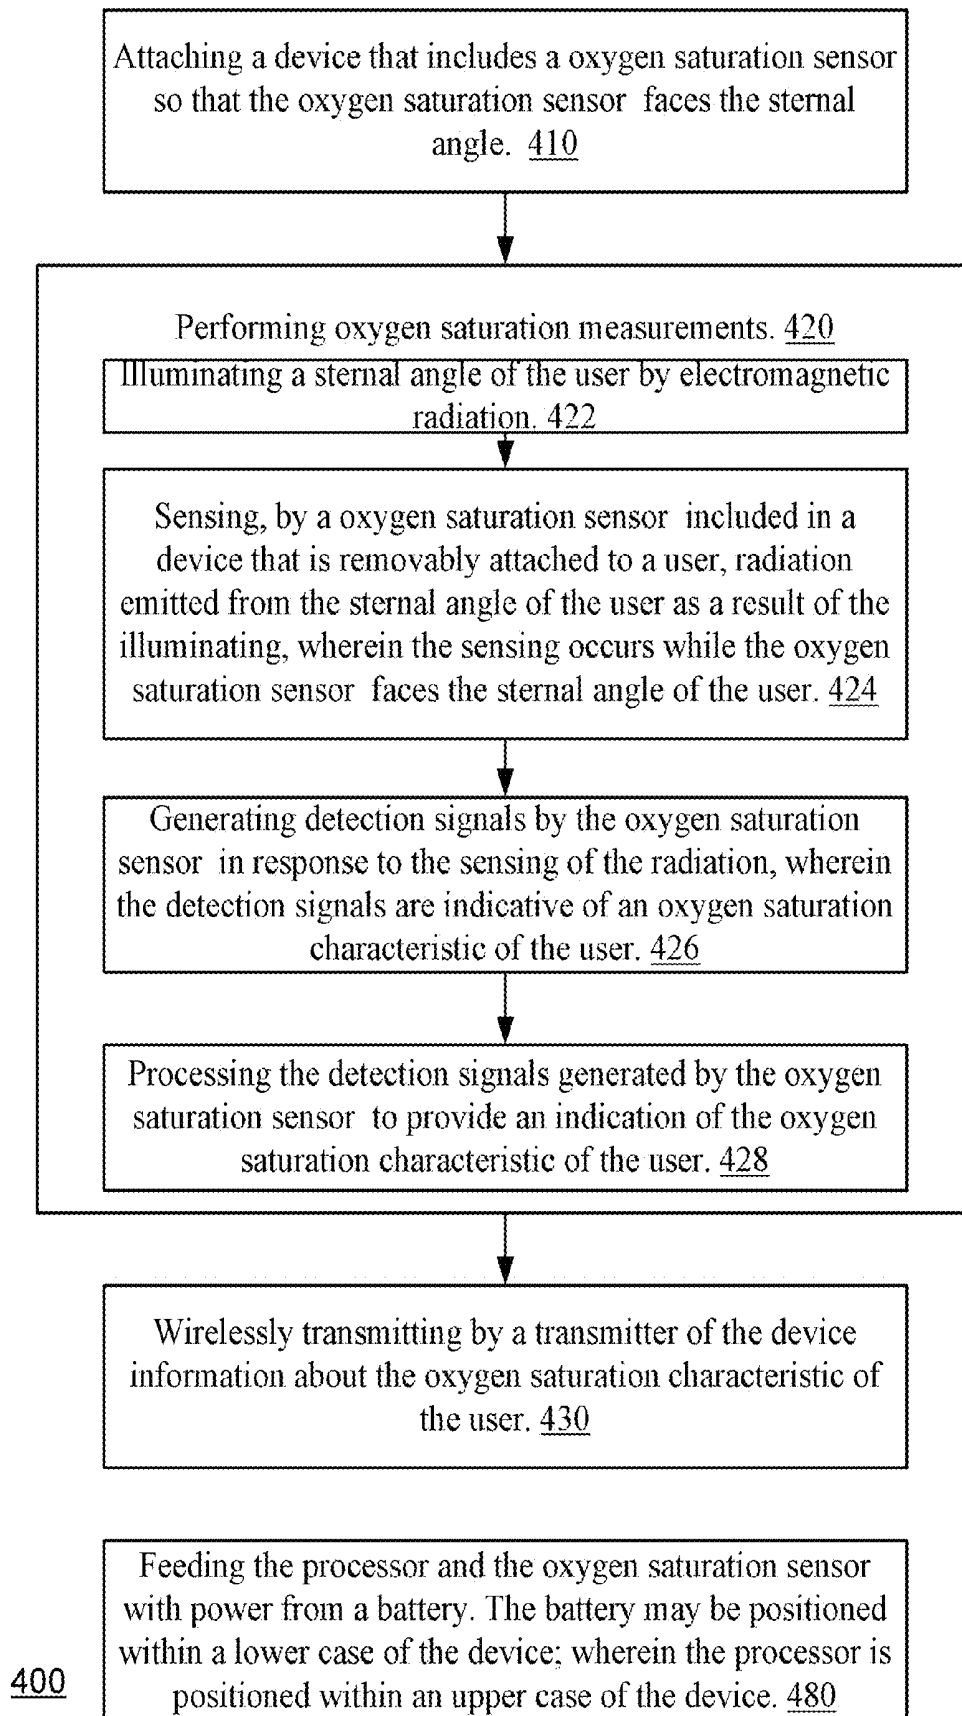 Attaching a device that includes a oxygen saturation sensor
so that the oxygen saturation sensor faces the sternal
angle. 410
Performing oxygen saturation measurements. 420
Illuminating a sternal angle of the user by electromagnetic
radiation. 422
Sensing, by a oxygen saturation sensor included in a
device that is removably attached to a user, radiation
emitted from the sternal angle of the user as a result of the
illuminating, wherein the sensing occurs while the oxygen
saturation sensor faces the sternal angle of the user. 424
Generating detection signals by the oxygen saturation
sensor in response to the sensing of the radiation, wherein
the detection signals are indicative of an oxygen saturation
characteristic of the user. 426
Processing the detection signals generated by the oxygen
saturation sensor to provide an indication of the oxygen
saturation characteristic of the user. 428
Wirelessly transmitting by a transmitter of the device
information about the oxygen saturation characteristic of
the user. 430
Feeding the processor and the oxygen saturation sensor
with power from a battery. The battery may be positioned
within a lower case of the device; wherein the processor is
positioned within an upper case of the device. 480
400